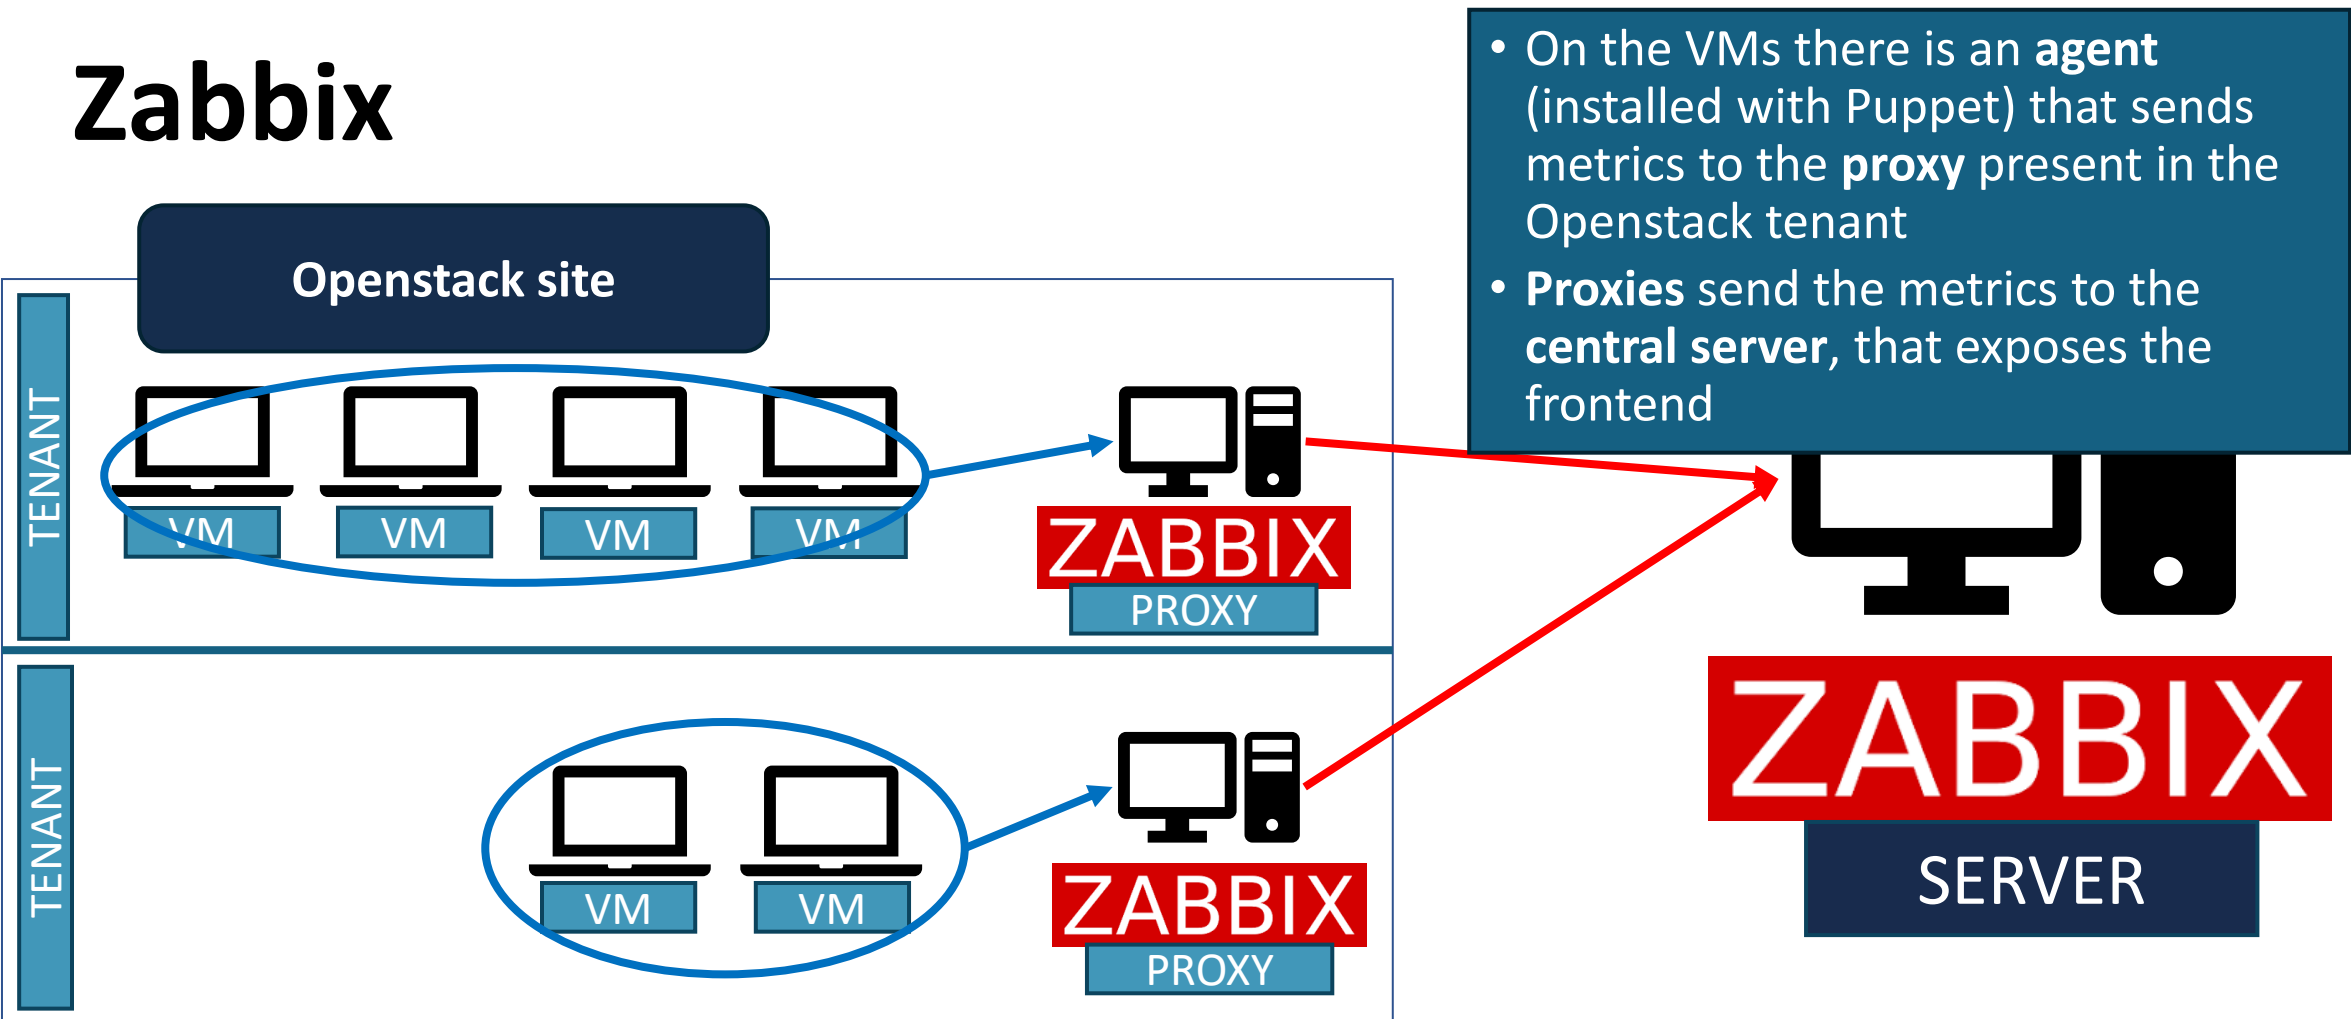 Zabbix
• On the VMs there is an agent
(installed with Puppet) that sends
metrics to the proxy present in the
Openstack tenant
• Proxies send the metrics to the
central server, that exposes the
frontend
Openstack site
TENANT
VM
VM
VM
VM
ZABBIX
PROXY
TENANT
VM
VM
ZABBIX
PROXY
ZABBIX
SERVER